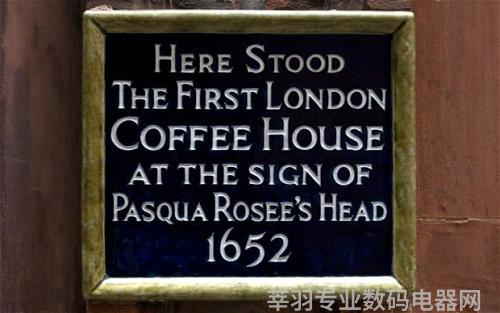 HERE STOOD
THE FIRST LONDON
COFFEE HOUSE
AT THE SIGN OF
PASQUA ROSEE'S HEAD
1652
莘羽专业数码电器网